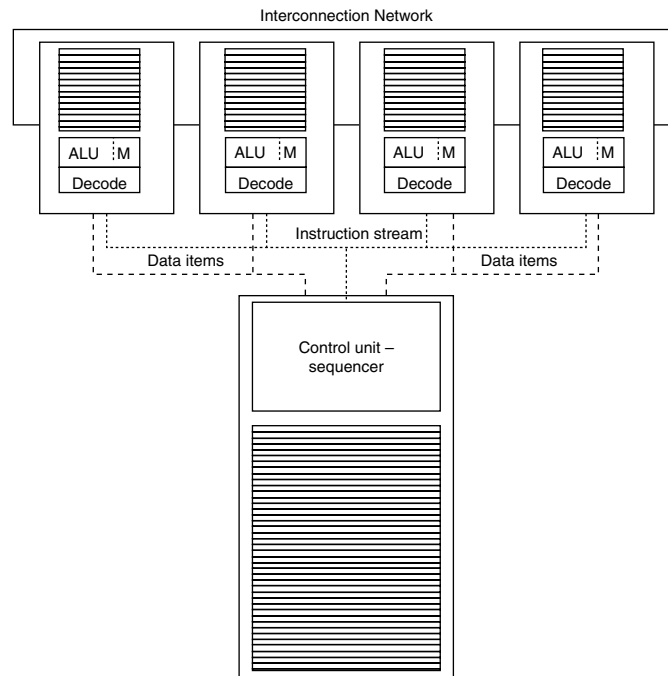 Interconnection Network
ALU M
Decode
ALU M
Decode
ALU M
Decode
ALU M
Decode
Instruction stream
Data items
Data items
Control unit –
sequencer